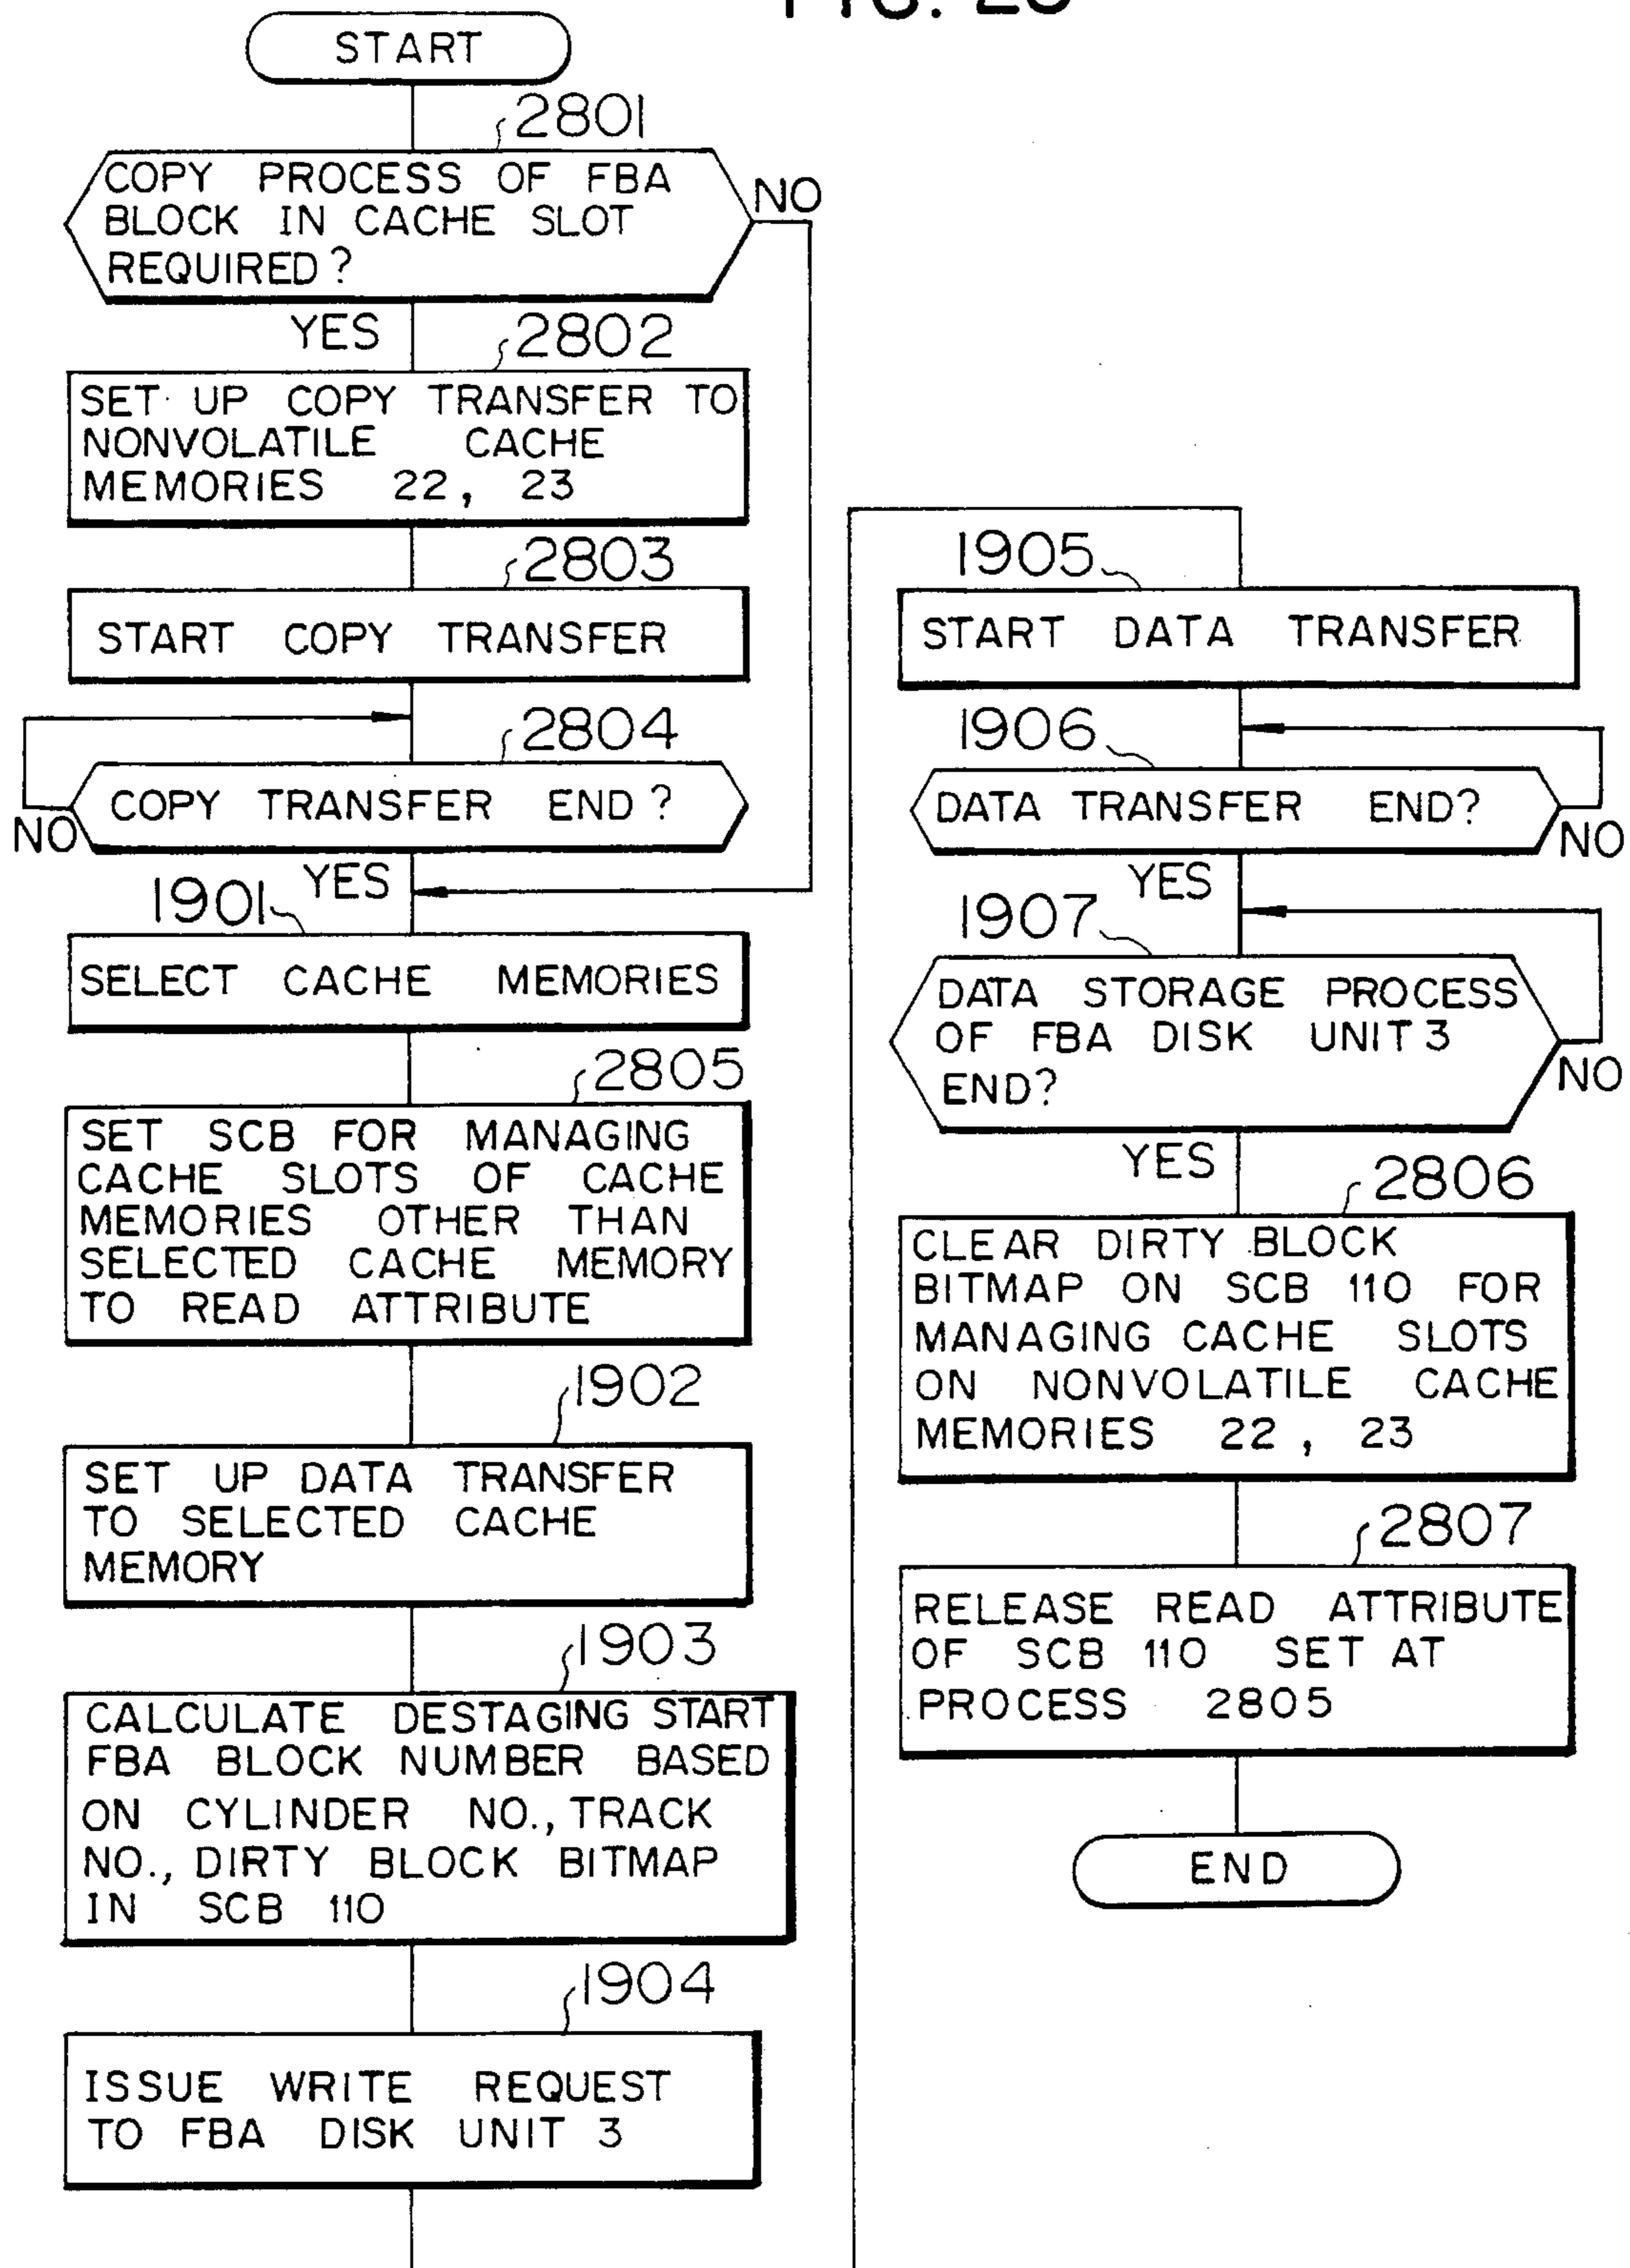 START
2801
COPY PROCESS OF FBA
BLOCK IN CACHE SLOT
REQUIRED?
NO
YES
2802
SET UP COPY TRANSFER TO
NONVOLATILE CACHE
MEMORIES 22, 23
2803
START COPY TRANSFER
2804
COPY TRANSFER END?
NO
YES
1901
SELECT CACHE MEMORIES
2805
SET SCB FOR MANAGING
CACHE SLOTS OF CACHE
MEMORIES OTHER THAN
SELECTED CACHE MEMORY
TO READ ATTRIBUTE
1902
SET UP DATA TRANSFER
TO SELECTED CACHE
MEMORY
1903
CALCULATE DESTAGING START
FBA BLOCK NUMBER BASED
ON CYLINDER NO., TRACK
NO., DIRTY BLOCK BITMAP
IN SCB 110
1904
ISSUE WRITE REQUEST
TO FBA DISK UNIT 3
1905
START DATA TRANSFER
1906
DATA TRANSFER END?
NO
YES
1907
DATA STORAGE PROCESS
OF FBA DISK UNIT 3
END?
NO
YES
2806
CLEAR DIRTY BLOCK
BITMAP ON SCB 110 FOR
MANAGING CACHE SLOTS
ON NONVOLATILE CACHE
MEMORIES 22, 23
2807
RELEASE READ ATTRIBUTE
OF SCB 110 SET AT
PROCESS 2805
END